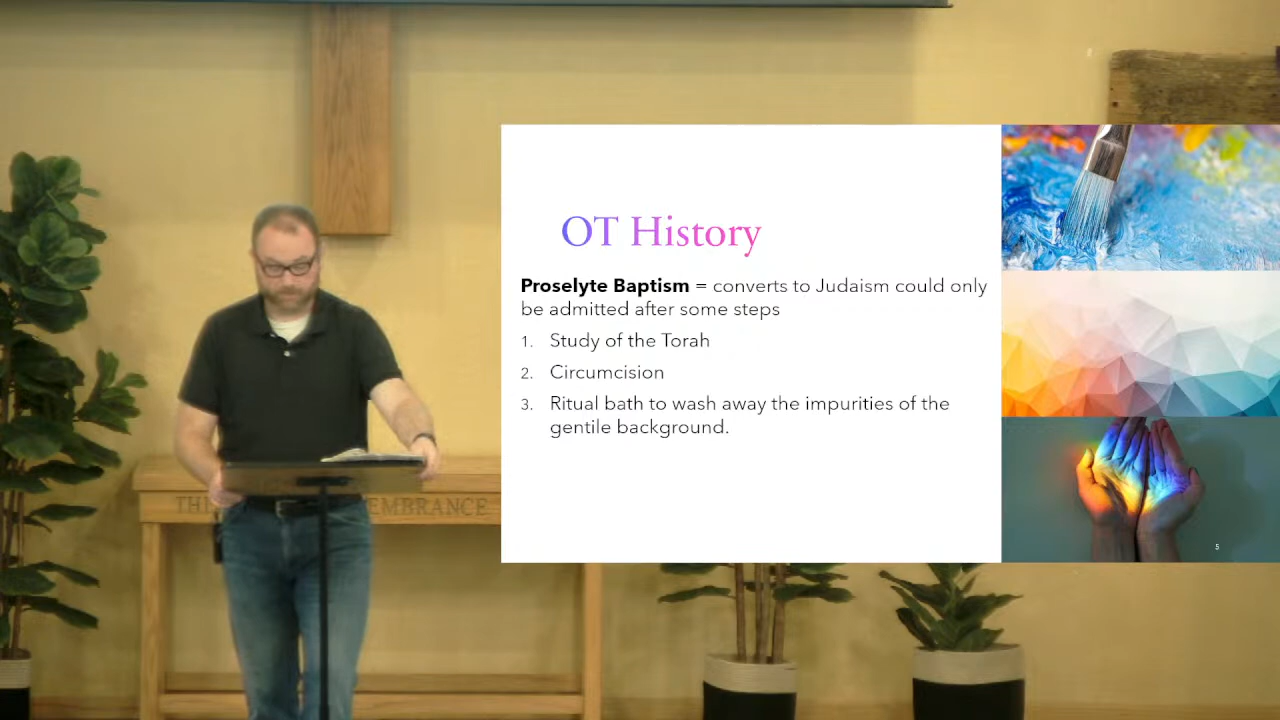 OT History
Proselyte Baptism = converts to Judaism could only
be admitted after some steps
1. Study of the Torah
2. Circumcision
3. Ritual bath to wash away the impurities of the
gentile background.
5